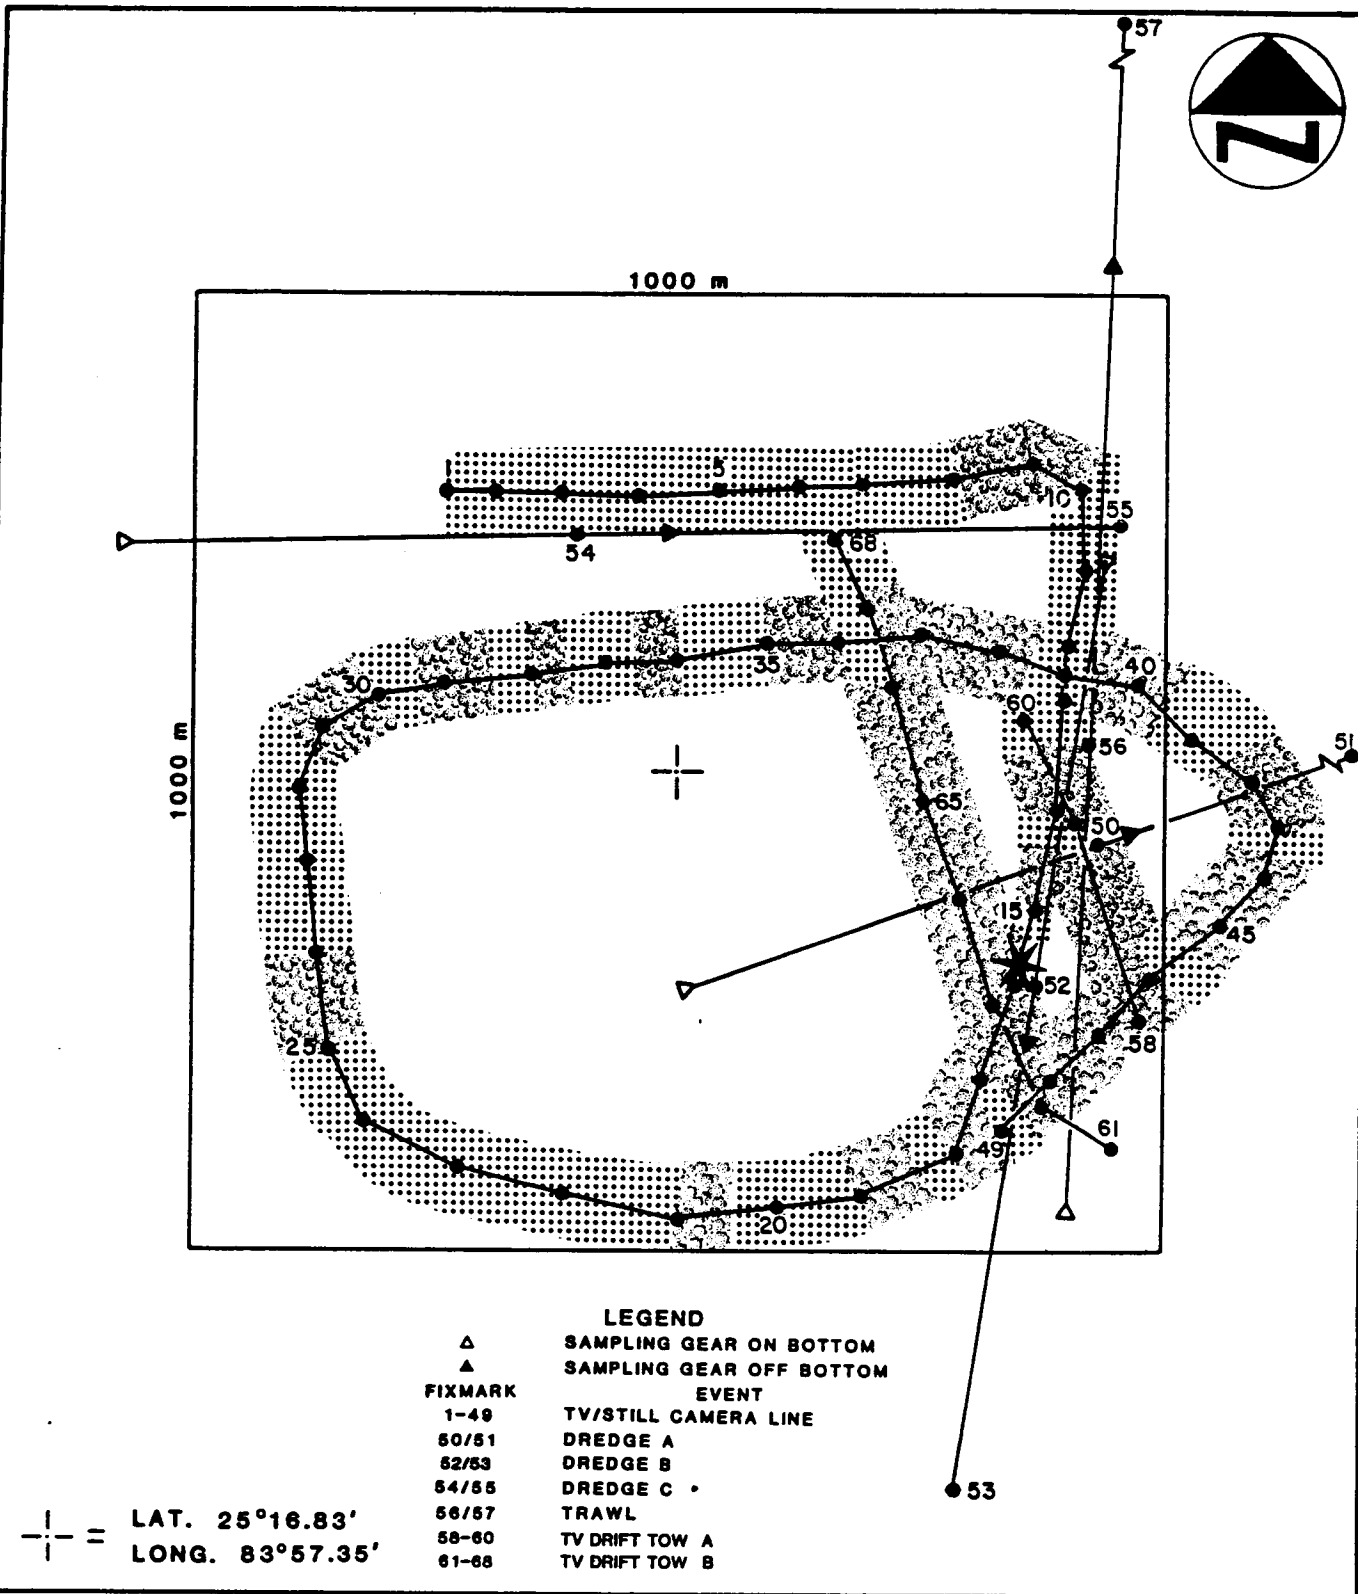 57
N
1000 m
1
5
10
55
54
68
35
40
30
60
56
51
1000 m
65
50
15
45
52
25
58
49
61
20
LEGEND
△ SAMPLING GEAR ON BOTTOM
▲ SAMPLING GEAR OFF BOTTOM
FIXMARK EVENT
1-49 TV/STILL CAMERA LINE
50/51 DREDGE A
52/53 DREDGE B
54/55 DREDGE C
56/57 TRAWL
58-60 TV DRIFT TOW A
61-68 TV DRIFT TOW B
53
= LAT. 25°16.83'
LONG. 83°57.35'